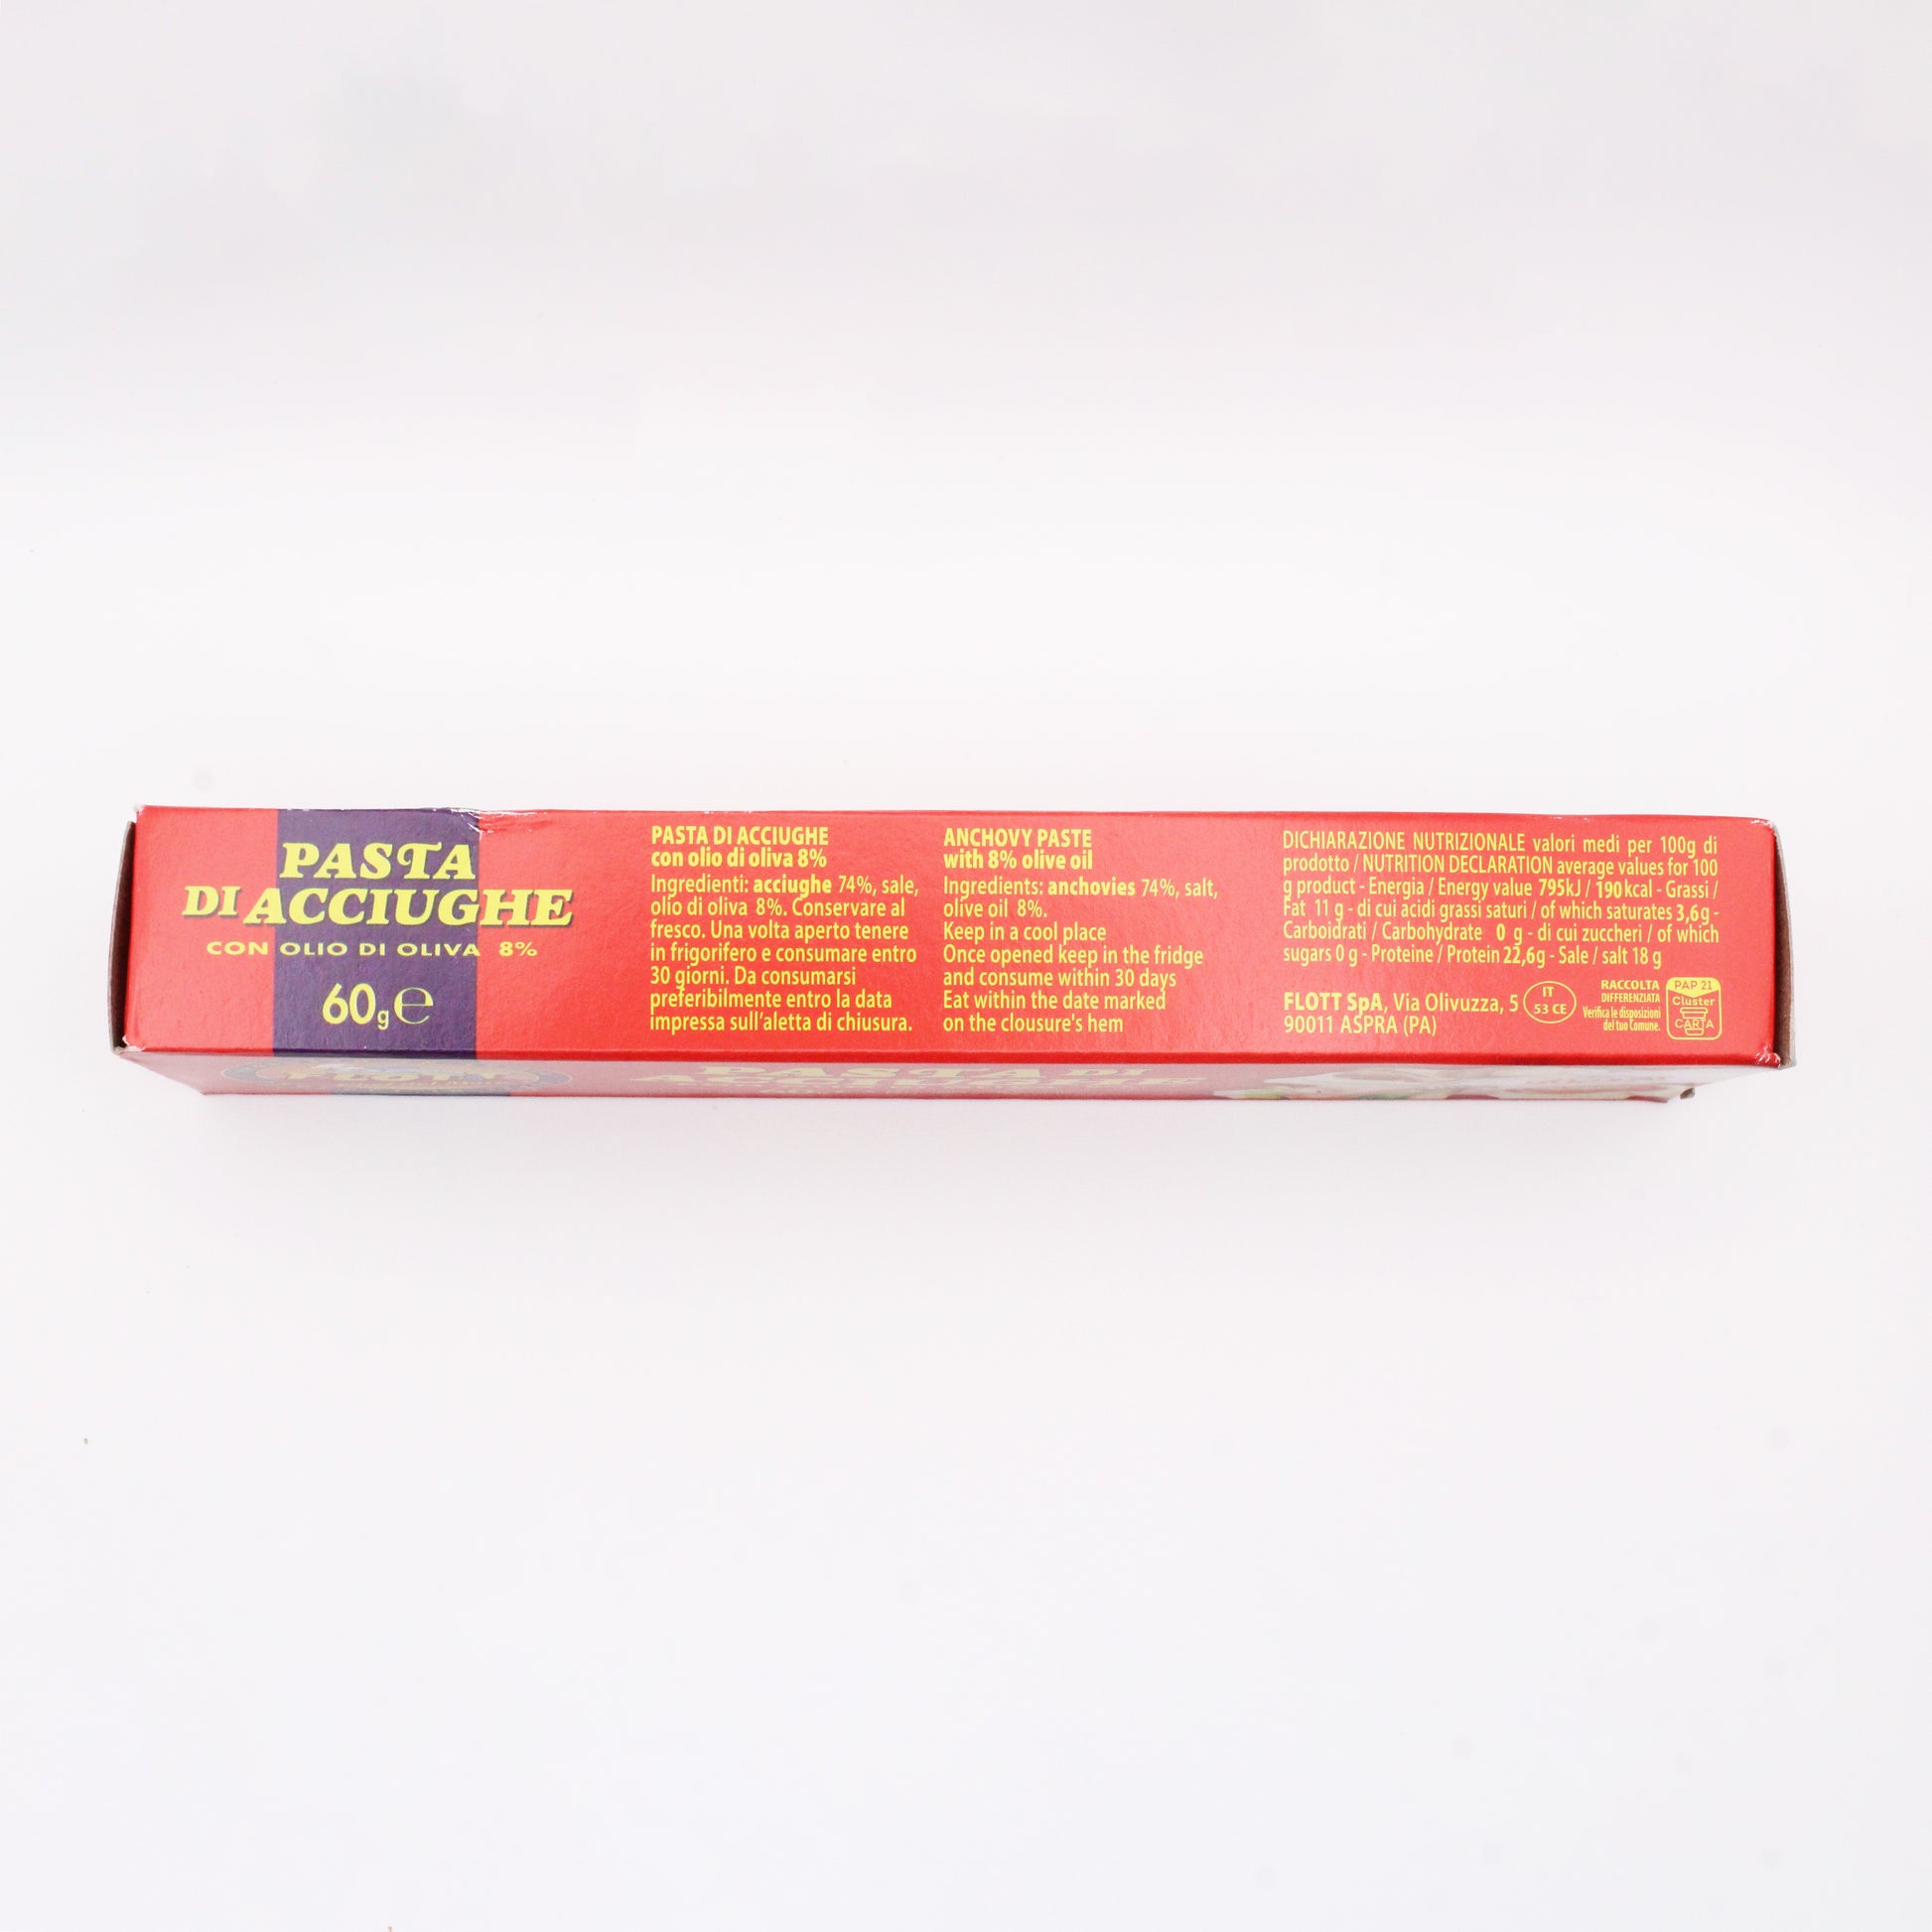 PASTA
DI ACCIUGHE
CON OLIO DI OLIVA 8%
60g e
PASTA DI ACCIUGHE
con olio di oliva 8%
Ingredienti: acciughe 74%, sale,
olio di oliva 8%. Conservare al
fresco. Una volta aperto tenere
in frigorifero e consumare entro
30 giorni. Da consumarsi
preferibilmente entro la data
impressa sull'aletta di chiusura.
ANCHOVY PASTE
with 8% olive oil
Ingredients: anchovies 74%, salt,
olive oil 8%.
Keep in a cool place
Once opened keep in the fridge
and consume within 30 days
Eat within the date marked
on the clousure's hem
DICHIARAZIONE NUTRIZIONALE valori medi per 100g di
prodotto / NUTRITION DECLARATION average values for 100
g product - Energia / Energy value 795kJ / 190kcal - Grassi /
Fat 11 g - di cui acidi grassi saturi / of which saturates 3,6g -
Carboidrati / Carbohydrate 0 g - di cui zuccheri / of which
sugars 0 g - Proteine / Protein 22,6g - Sale / salt 18 g
FLOTT SpA, Via Olivuzza, 5
90011 ASPRA (PA)
IT
53 CE
RACCOLTA
DIFFERENZIATA
Verifica le disposizioni
del tuo Comune.
PAP 21
Cluster
CARTA
FLOTT
PASTA DI
ACCIUGHE